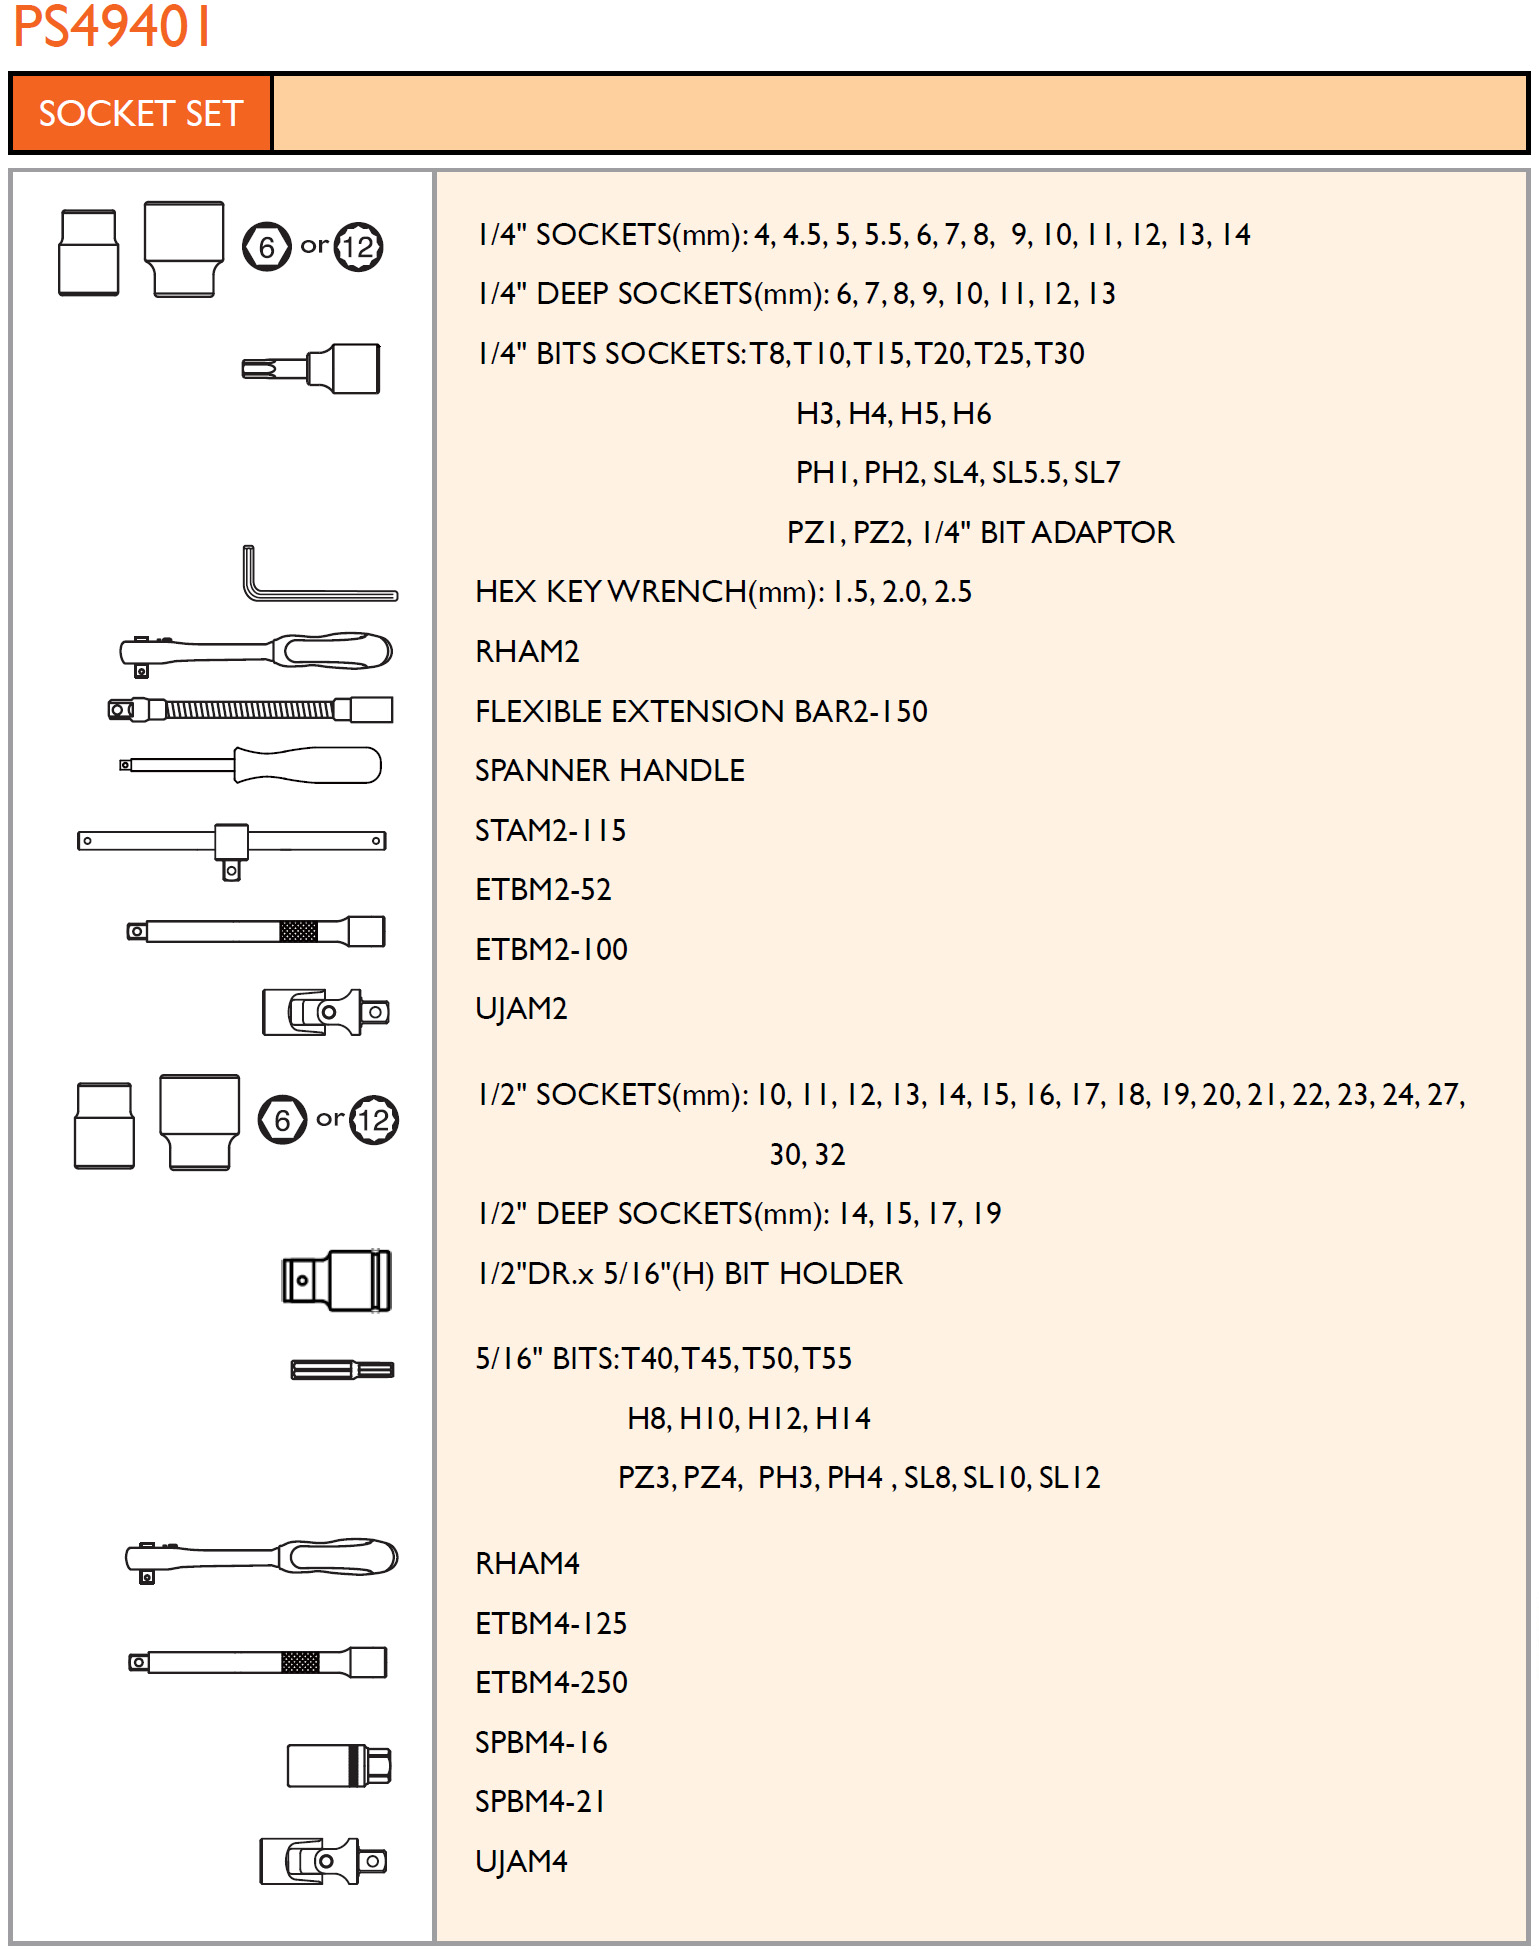 PS49401
SOCKET SET
6 or 12
1/4" SOCKETS(mm): 4, 4.5, 5, 5.5, 6, 7, 8, 9, 10, 11, 12, 13, 14
1/4" DEEP SOCKETS(mm): 6, 7, 8, 9, 10, 11, 12, 13
1/4" BITS SOCKETS: T8, T10, T15, T20, T25, T30
H3, H4, H5, H6
PH1, PH2, SL4, SL5.5, SL7
PZ1, PZ2, 1/4" BIT ADAPTOR
HEX KEY WRENCH(mm): 1.5, 2.0, 2.5
RHAM2
FLEXIBLE EXTENSION BAR2-150
SPANNER HANDLE
STAM2-115
ETBM2-52
ETBM2-100
UJAM2
6 or 12
1/2" SOCKETS(mm): 10, 11, 12, 13, 14, 15, 16, 17, 18, 19, 20, 21, 22, 23, 24, 27,
30, 32
1/2" DEEP SOCKETS(mm): 14, 15, 17, 19
1/2"DR.x 5/16"(H) BIT HOLDER
5/16" BITS: T40, T45, T50, T55
H8, H10, H12, H14
PZ3, PZ4, PH3, PH4 , SL8, SL10, SL12
RHAM4
ETBM4-125
ETBM4-250
SPBM4-16
SPBM4-21
UJAM4